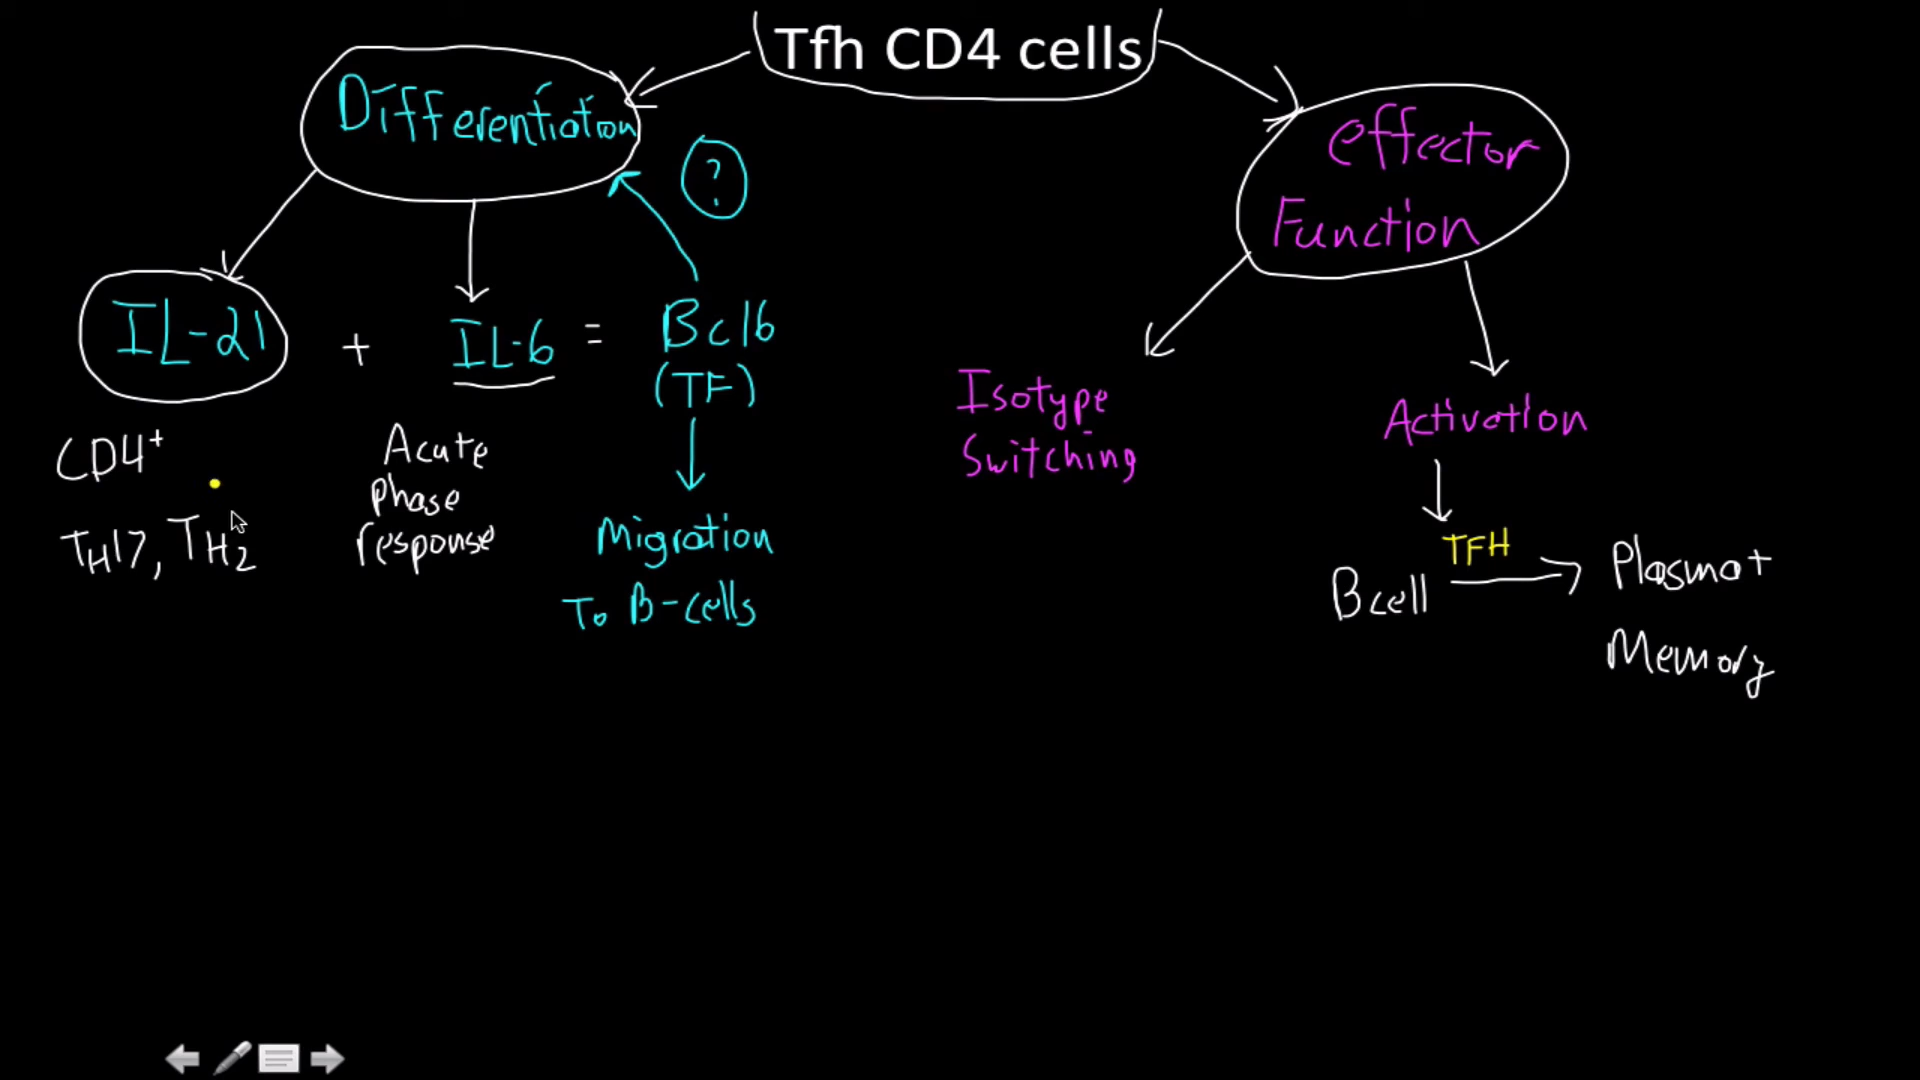 Tfh CD4 cells
Differentiation
?
effector
Function
IL-21 + IL-6 = Bcl6
(TF)
CD4+
TH17, TH2
Acute
phase
response
Migration
To B-cells
Isotype
Switching
Activation
TFH
B cell
Plasma +
Memory